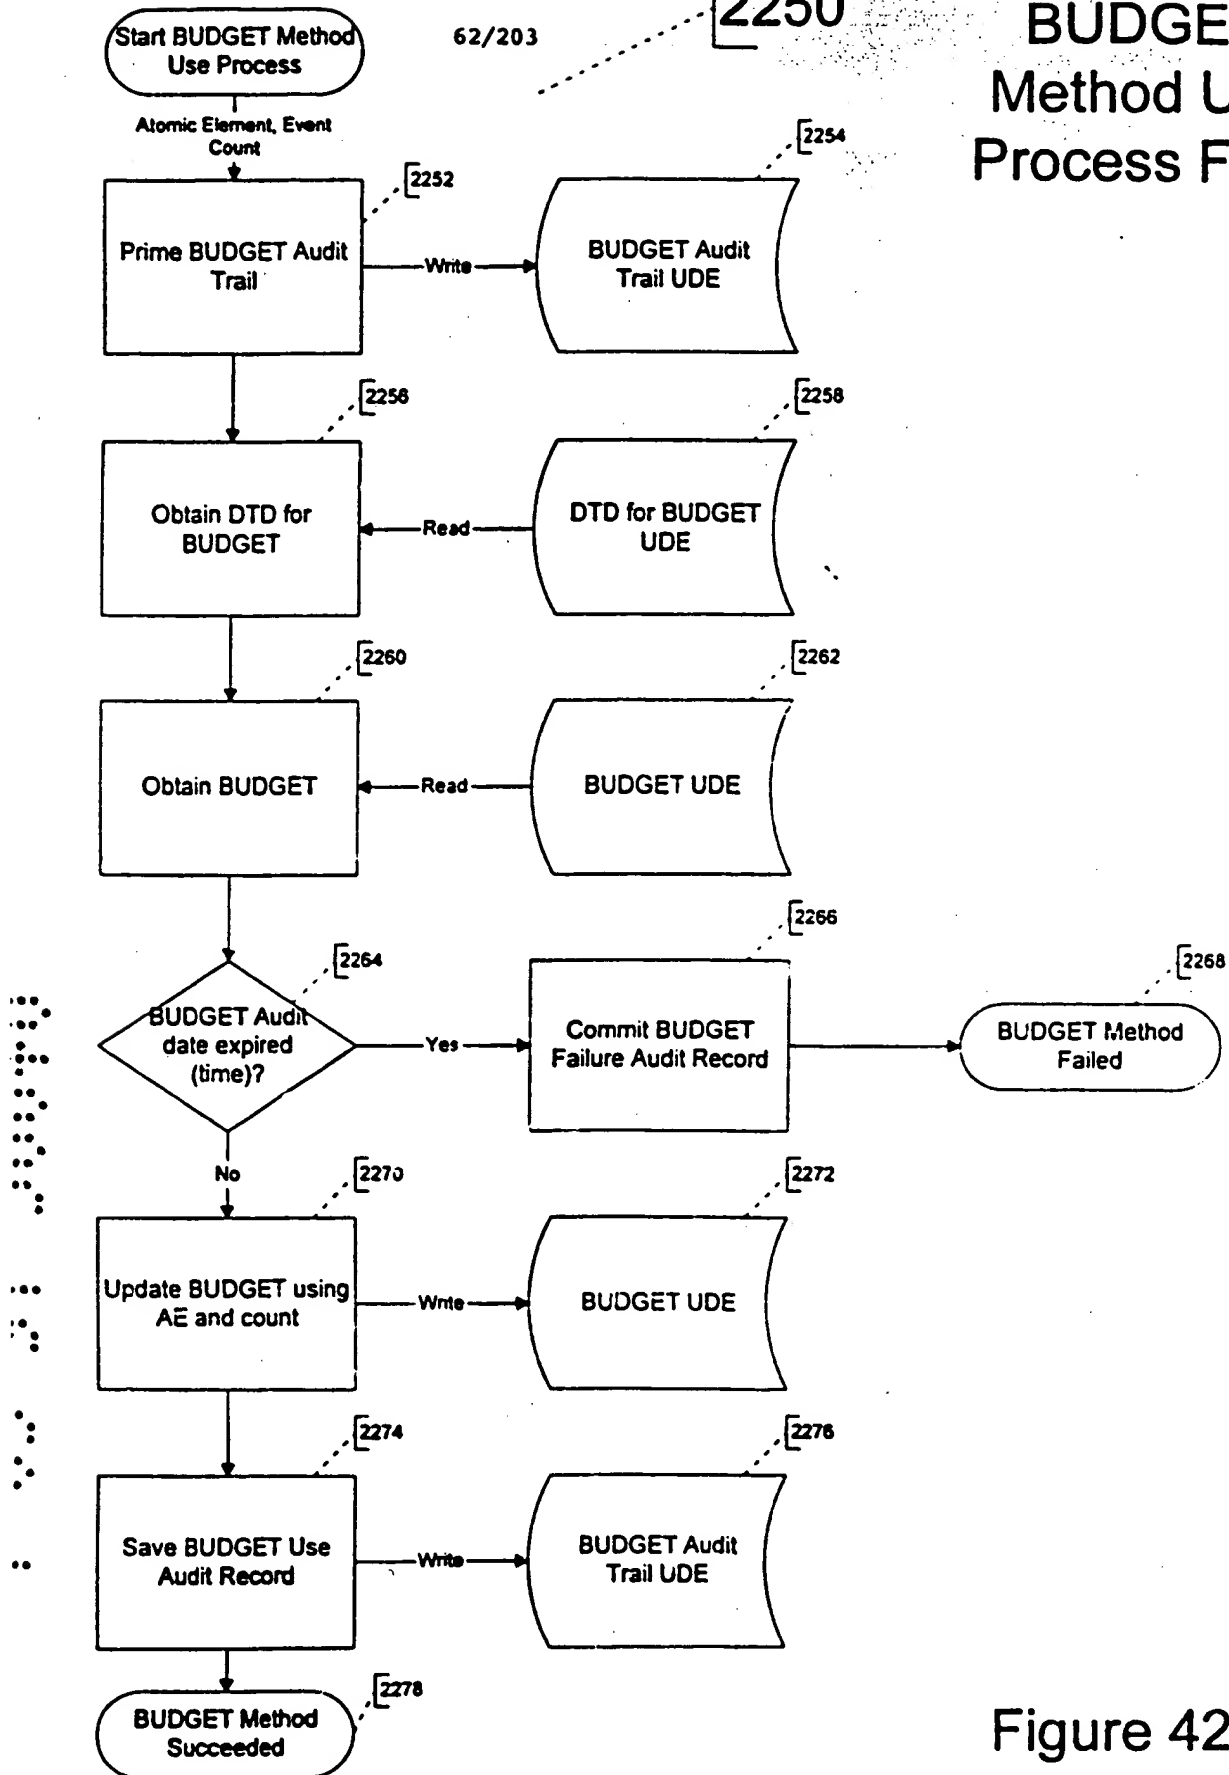 Start BUDGET Method
Use Process
62/203
2250
BUDGE
Method U
Process F
Atomic Element, Event
Count
2252
2254
Prime BUDGET Audit
Trail
Write
BUDGET Audit
Trail UDE
2256
2258
Obtain DTD for
BUDGET
Read
DTD for BUDGET
UDE
2260
2262
Obtain BUDGET
Read
BUDGET UDE
2264
2266
2268
BUDGET Audit
date expired
(time)?
Yes
Commit BUDGET
Failure Audit Record
BUDGET Method
Failed
No
2270
2272
Update BUDGET using
AE and count
Write
BUDGET UDE
2274
2276
Save BUDGET Use
Audit Record
Write
BUDGET Audit
Trail UDE
2278
BUDGET Method
Succeeded
Figure 42